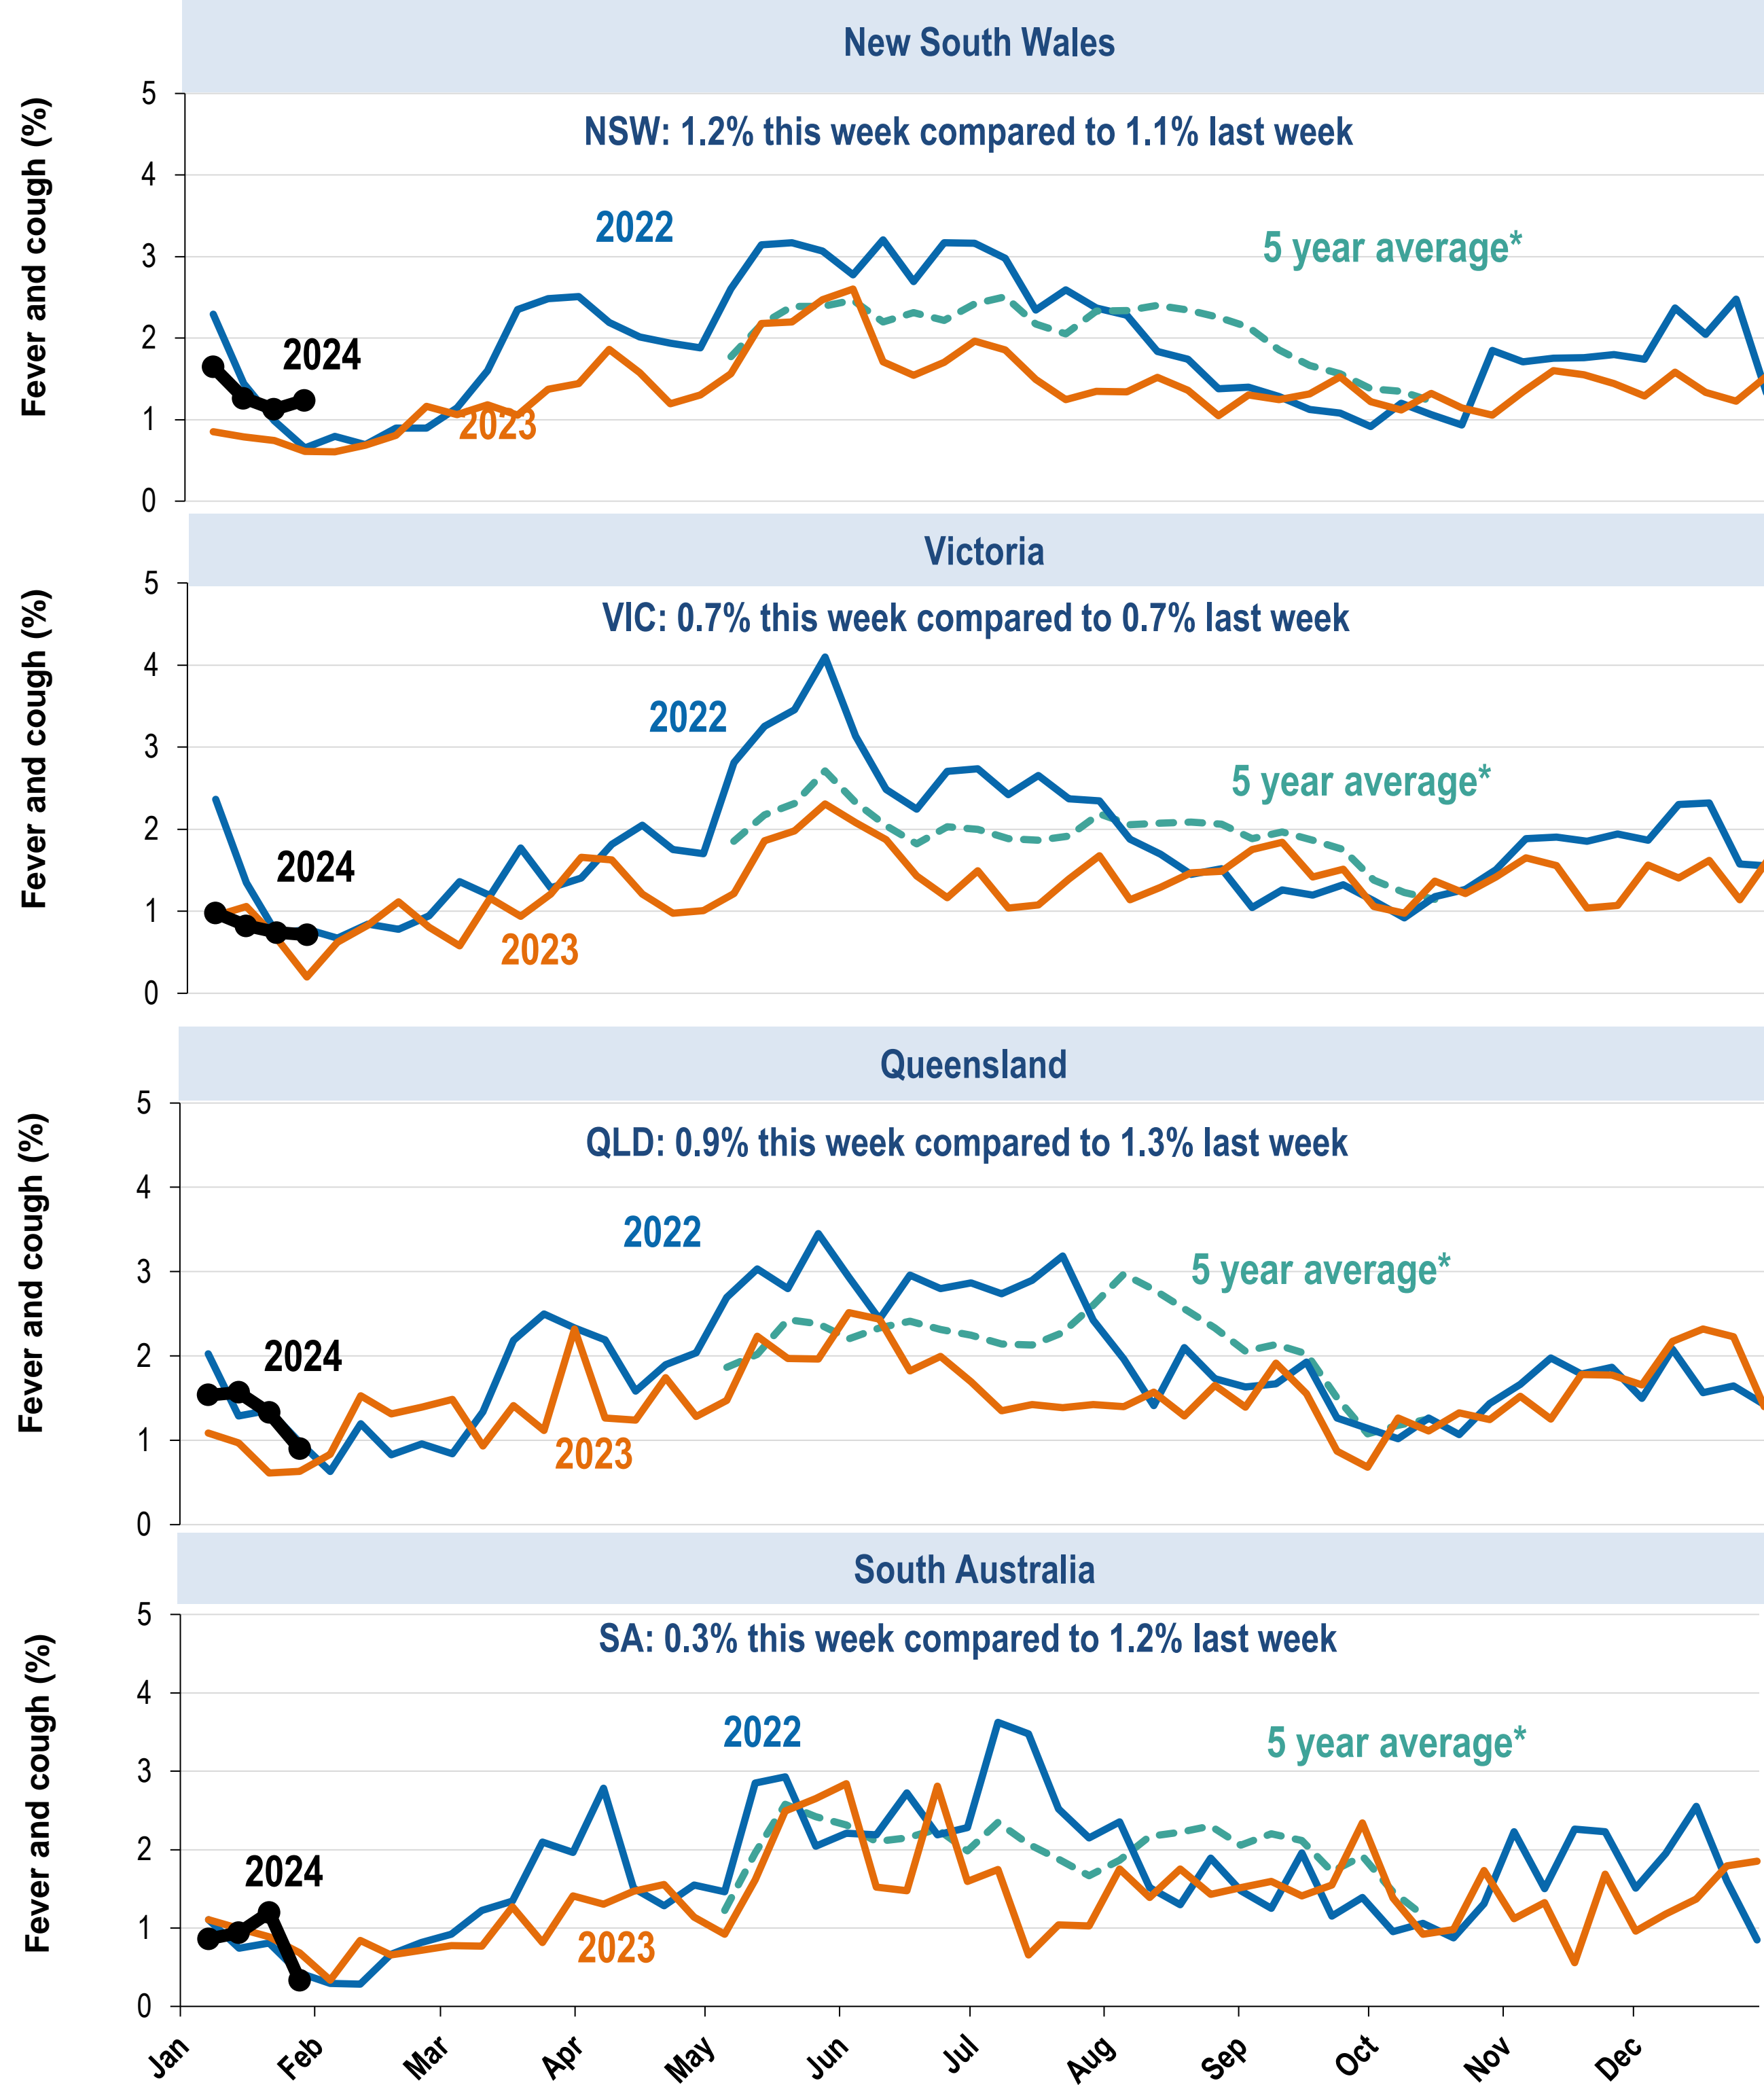 New South Wales
Fever and cough (%)
5
4
3
2
1
0
NSW: 1.2% this week compared to 1.1% last week
2022
5 year average*
2024
2023
Victoria
Fever and cough (%)
5
4
3
2
1
0
VIC: 0.7% this week compared to 0.7% last week
2022
5 year average*
2024
2023
Queensland
Fever and cough (%)
5
4
3
2
1
0
QLD: 0.9% this week compared to 1.3% last week
2022
5 year average*
2024
2023
South Australia
Fever and cough (%)
5
4
3
2
1
0
SA: 0.3% this week compared to 1.2% last week
2022
5 year average*
2024
2023
Jan Feb Mar Apr May Jun Jul Aug Sep Oct Nov Dec